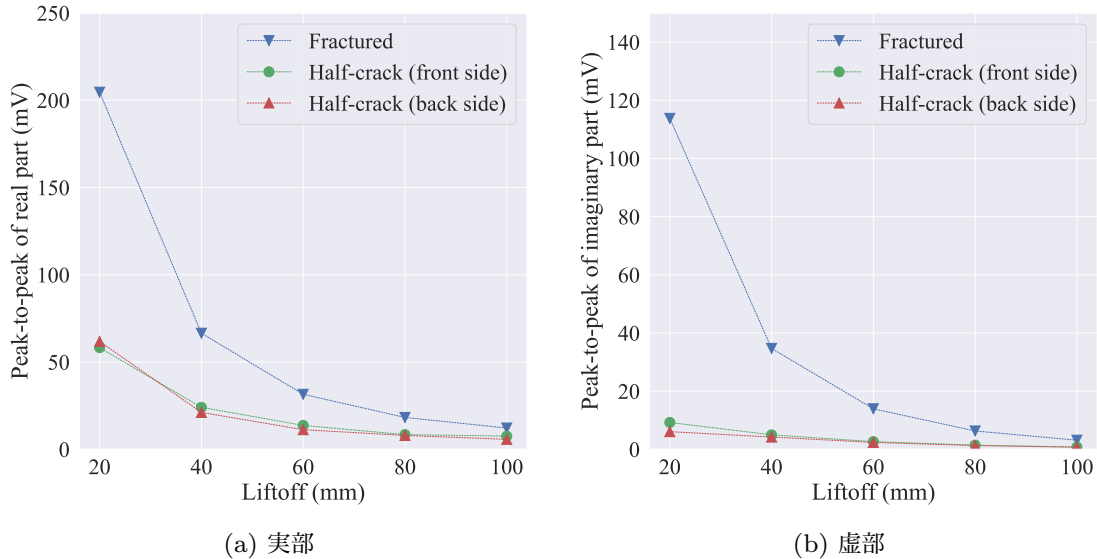 250
200
150
100
50
0
20 40 60 80 100
Peak-to-peak of real part (mV)
Liftoff (mm)
Fractured
Half-crack (front side)
Half-crack (back side)
(a) 実部
140
120
100
80
60
40
20
0
20 40 60 80 100
Peak-to-peak of imaginary part (mV)
Liftoff (mm)
Fractured
Half-crack (front side)
Half-crack (back side)
(b) 虚部